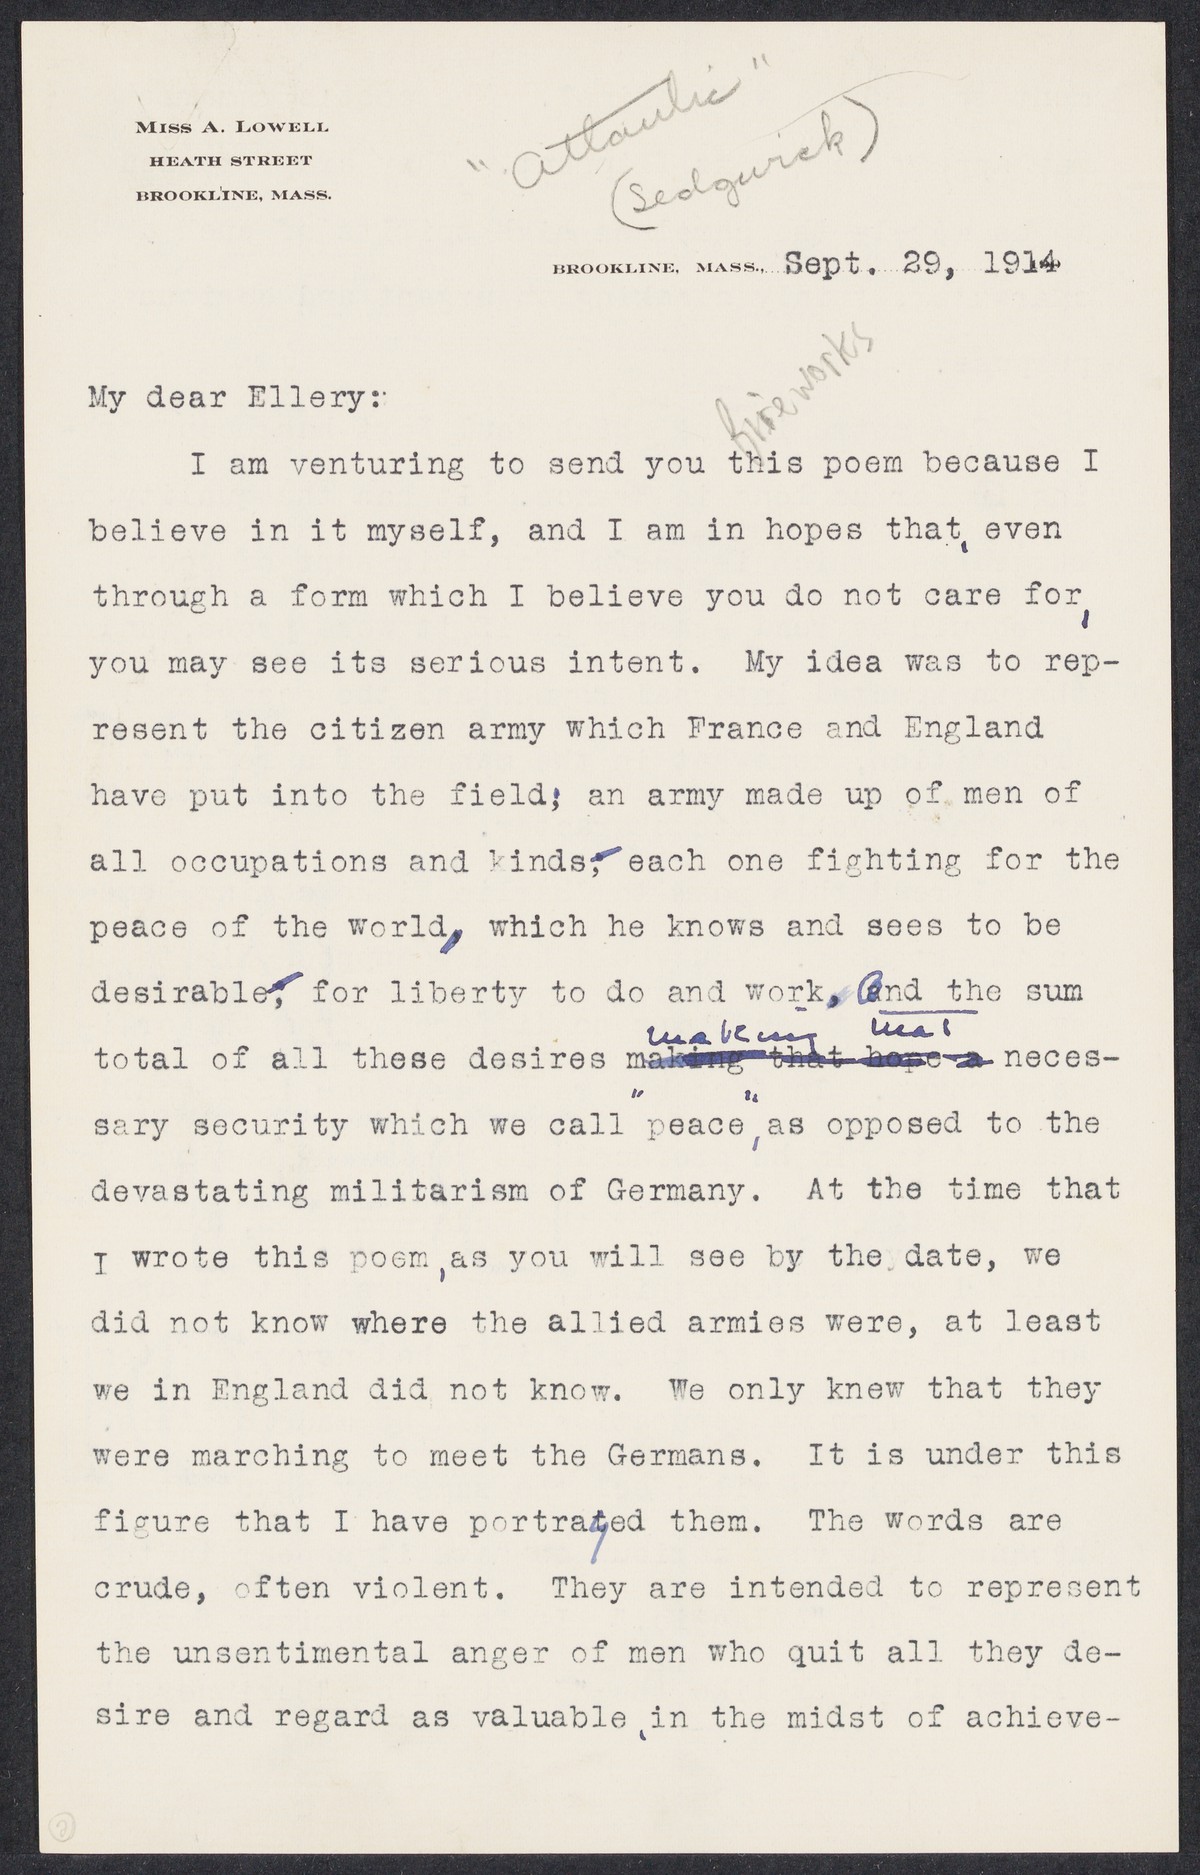 MISS A. LOWELL
HEATH STREET
BROOKLINE, MASS.
"Atlantic"
(Sedgwick)
BROOKLINE, MASS., Sept. 29, 1914
fireworks
My dear Ellery:
I am venturing to send you this poem because I
believe in it myself, and I am in hopes that, even
through a form which I believe you do not care for,
you may see its serious intent. My idea was to rep-
resent the citizen army which France and England
have put into the field; an army made up of men of
all occupations and kinds; each one fighting for the
peace of the world, which he knows and sees to be
desirable; for liberty to do and work, and the sum
making that
total of all these desires making that hope a neces-
sary security which we call "peace", as opposed to the
devastating militarism of Germany. At the time that
I wrote this poem, as you will see by the date, we
did not know where the allied armies were, at least
we in England did not know. We only knew that they
were marching to meet the Germans. It is under this
figure that I have portrayed them. The words are
crude, often violent. They are intended to represent
the unsentimental anger of men who quit all they de-
sire and regard as valuable, in the midst of achieve-
2